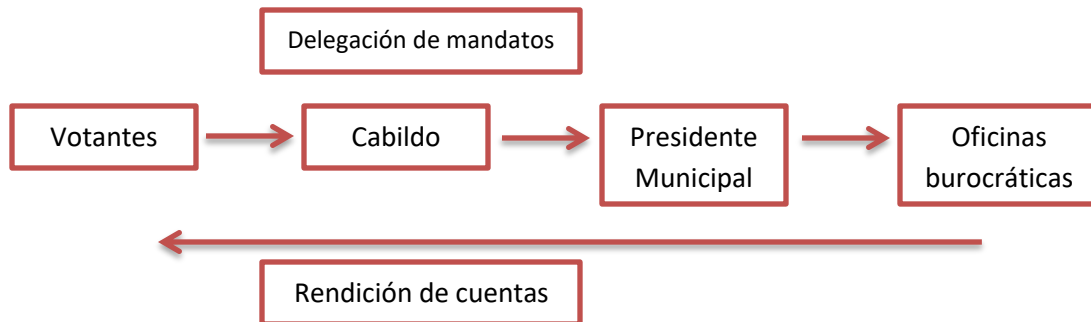 Delegación de mandatos
Votantes
Cabildo
Presidente
Municipal
Oficinas
burocráticas
Rendición de cuentas